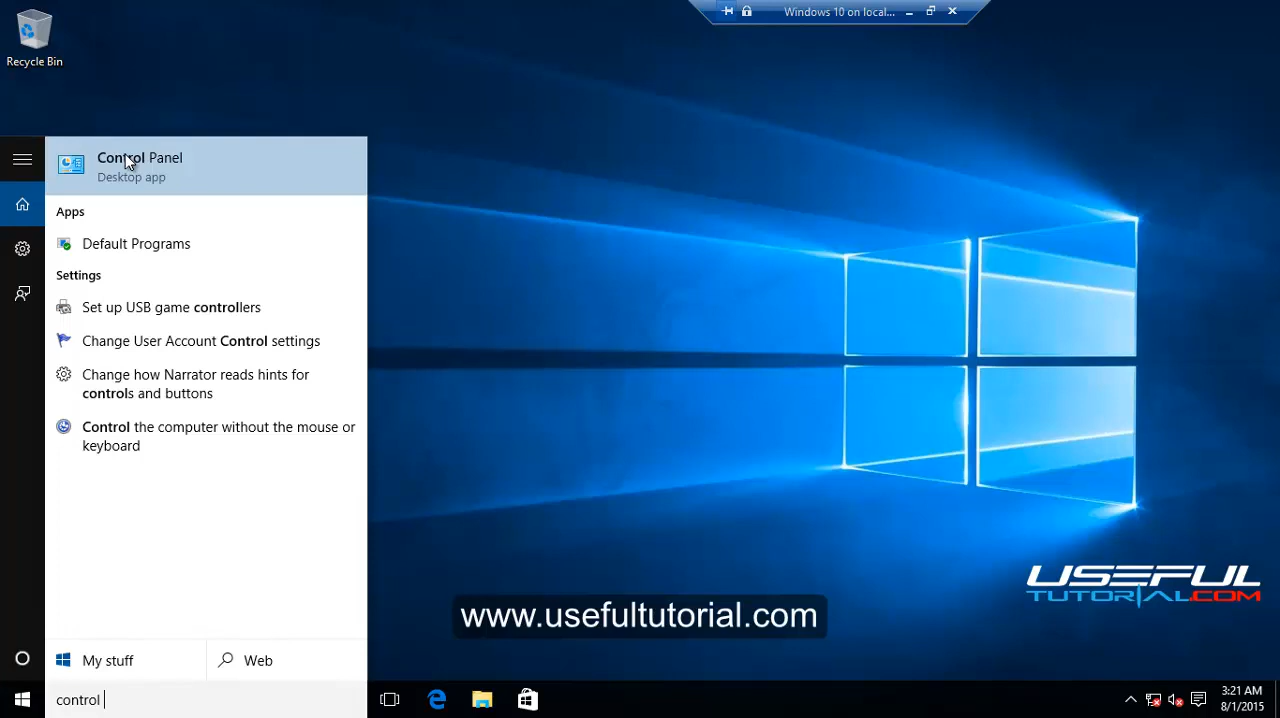 Windows 10 on local...
Recycle Bin
Control Panel
Desktop app
Apps
Default Programs
Settings
Set up USB game controllers
Change User Account Control settings
Change how Narrator reads hints for
controls and buttons
Control the computer without the mouse or
keyboard
USEFUL
TUTORIAL.COM
www.usefultutorial.com
My stuff
Web
control
3:21 AM
8/1/2015